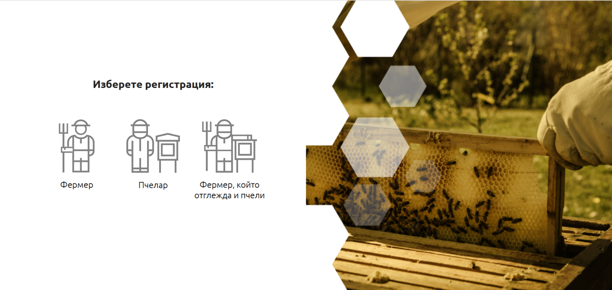 Изберете регистрация:
Фермер
Пчелар
Фермер, който
отглежда и пчели